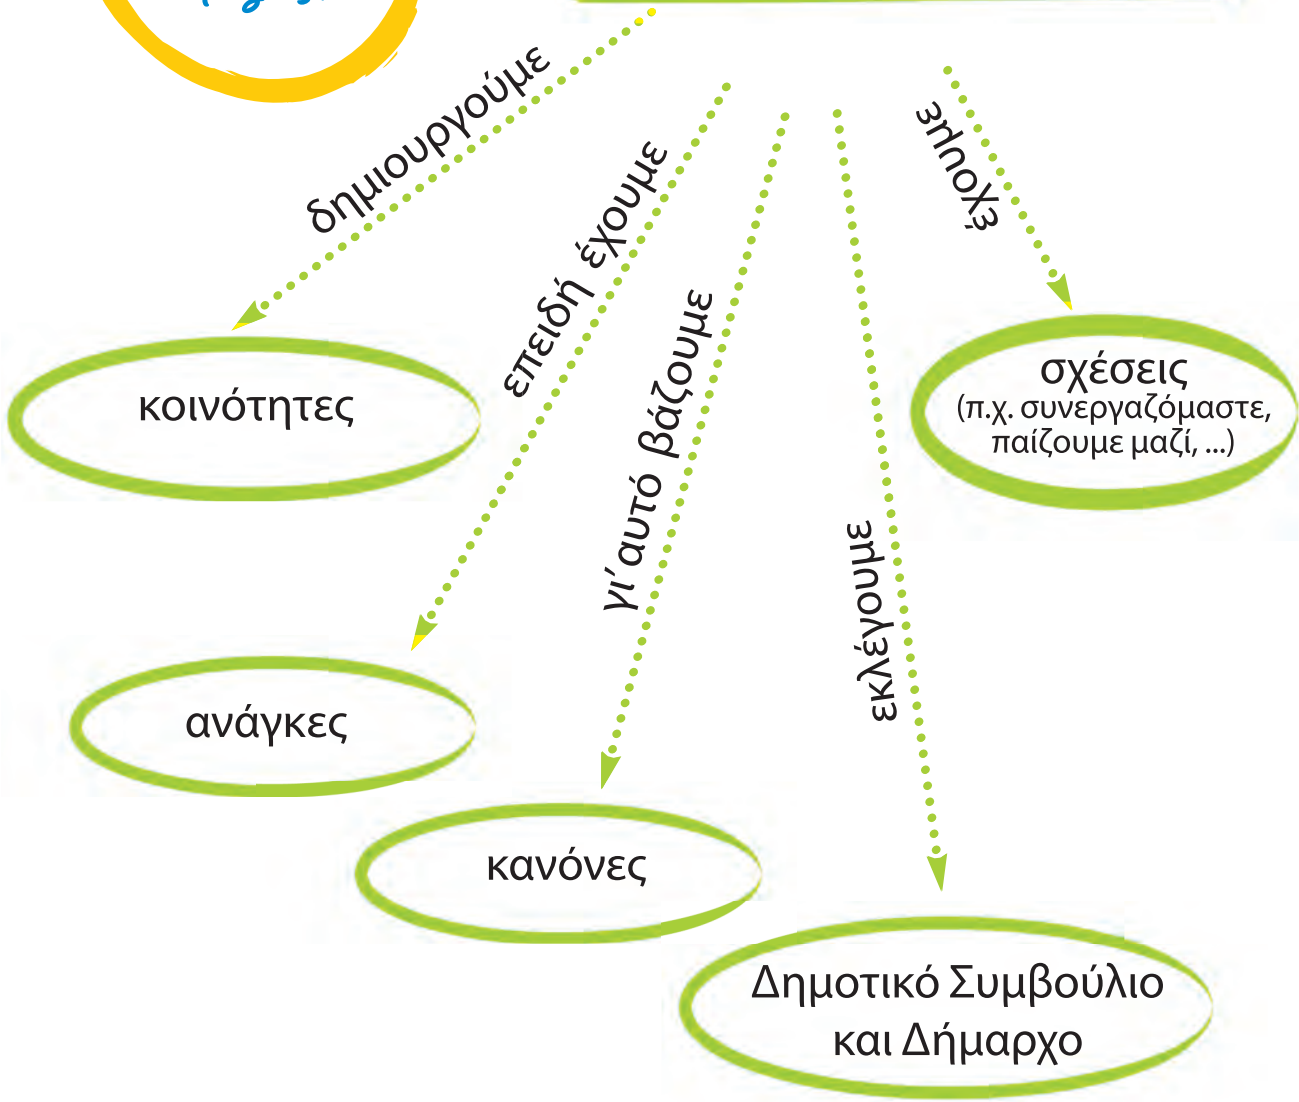 δημιουργούμε
κοινότητες
επειδή έχουμε
ανάγκες
γι’ αυτό βάζουμε
κανόνες
εκλέγουμε
Δημοτικό Συμβούλιο
και Δήμαρχο
έχουμε
σχέσεις
(π.χ. συνεργαζόμαστε,
παίζουμε μαζί, ...)